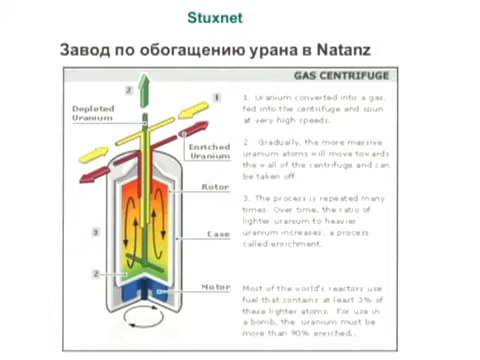 Stuxnet
Завод по обогащению урана в Natanz
GAS CENTRIFUGE
2
Depleted
Uranium
1
Enriched
Uranium
Rotor
3
Case
2
Motor
1. Uranium converted into a gas,
fed into the centrifuge and spun
at very high speeds.
2. Gradually, the more massive
uranium atoms will move towards
the wall of the centrifuge and can
be taken off.
3. The process is repeated many
times. Over time, the ratio of
lighter uranium to heavier
uranium increases, a process
called enrichment.
Most of the world's reactors use
fuel that contains at least 3% of
these lighter atoms. For use in
a bomb, the uranium must be
more than 90% enriched..